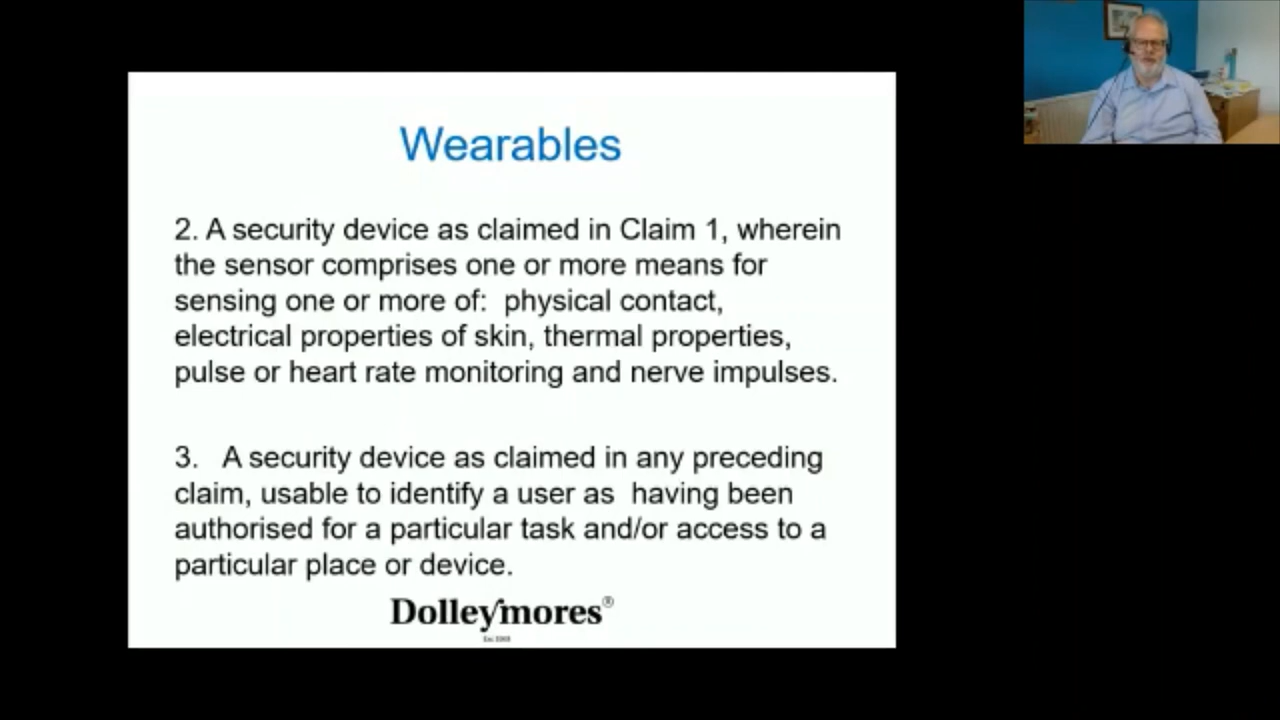 Wearables
2. A security device as claimed in Claim 1, wherein
the sensor comprises one or more means for
sensing one or more of:  physical contact,
electrical properties of skin, thermal properties,
pulse or heart rate monitoring and nerve impulses.
3.   A security device as claimed in any preceding
claim, usable to identify a user as  having been
authorised for a particular task and/or access to a
particular place or device.
Dolleymores®